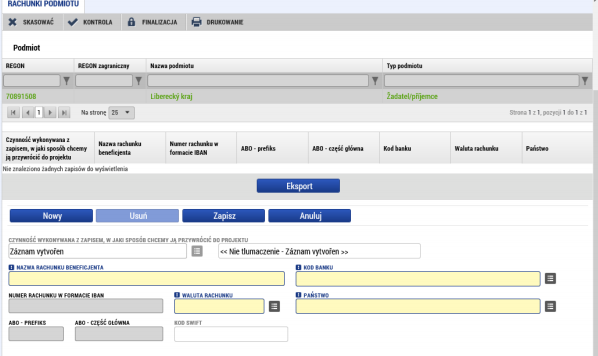 RACHUNKI PODMIOTU
SKASOWAĆ KONTROLA FINALIZACJA DRUKOWANIE
Podmiot
REGON REGON zagraniczny Nazwa podmiotu Typ podmiotu
70891508 Liberecký kraj Žadatel/příjemce
1 Na stronę 25 Strona 1 z 1, pozycji 1 do 1 z 1
Czynność wykonywana z zapisem, w jaki sposób chcemy ją przywrócić do projektu Nazwa rachunku beneficjenta Numer rachunku w formacie IBAN ABO - prefiks ABO - część główna Kod banku Waluta rachunku Państwo
Nie znaleziono żadnych zapisów do wyświetlenia
Eksport
Nowy Usuń Zapisz Anuluj
CZYNNOŚĆ WYKONYWANA Z ZAPISEM, W JAKI SPOSÓB CHCEMY JĄ PRZYWRÓCIĆ DO PROJEKTU
Záznam vytvořen << Nie tłumaczenie - Záznam vytvořen >>
NAZWA RACHUNKU BENEFICJENTA KOD BANKU
NUMER RACHUNKU W FORMACIE IBAN WALUTA RACHUNKU PAŃSTWO
ABO - PREFIKS ABO - CZĘŚĆ GŁÓWNA KOD SWIFT